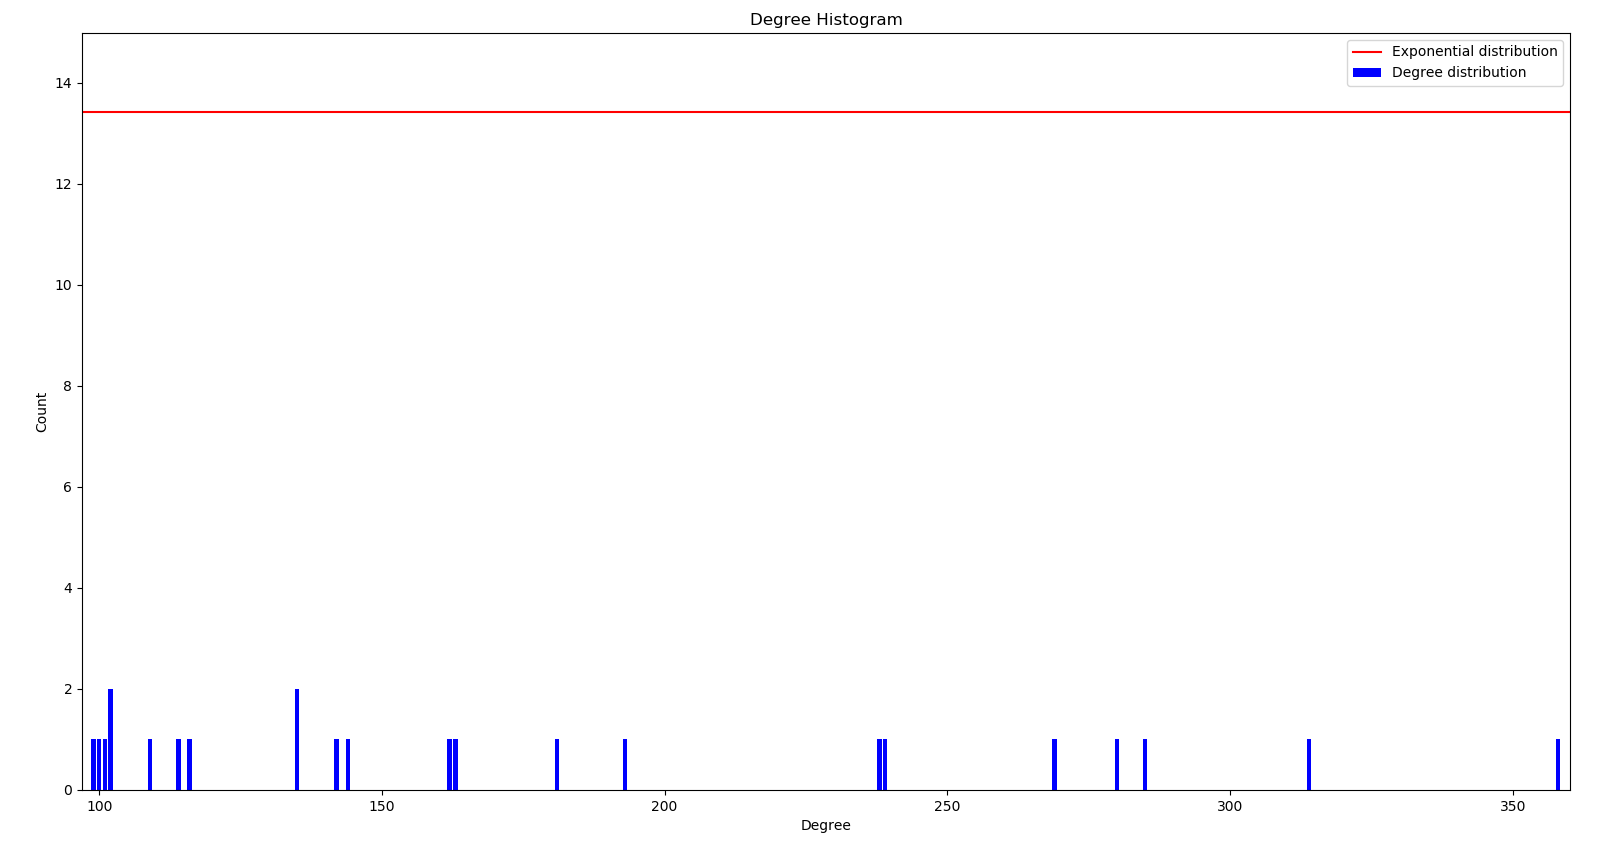 Degree Histogram
Exponential distribution
Degree distribution
14
12
10
8
6
4
2
0
Count
100 150 200 250 300 350
Degree